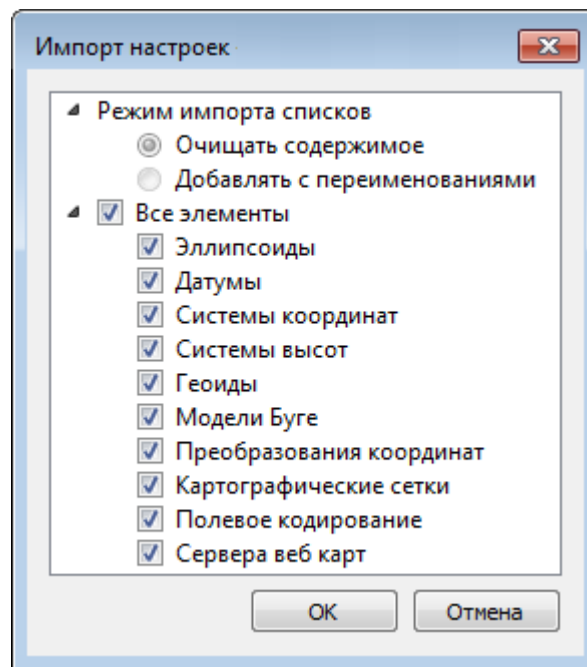 Импорт настроек
Режим импорта списков
Очищать содержимое
Добавлять с переименованиями
Все элементы
Эллипсоиды
Датумы
Системы координат
Системы высот
Геоиды
Модели Буге
Преобразования координат
Картографические сетки
Полевое кодирование
Сервера веб карт
OK Отмена